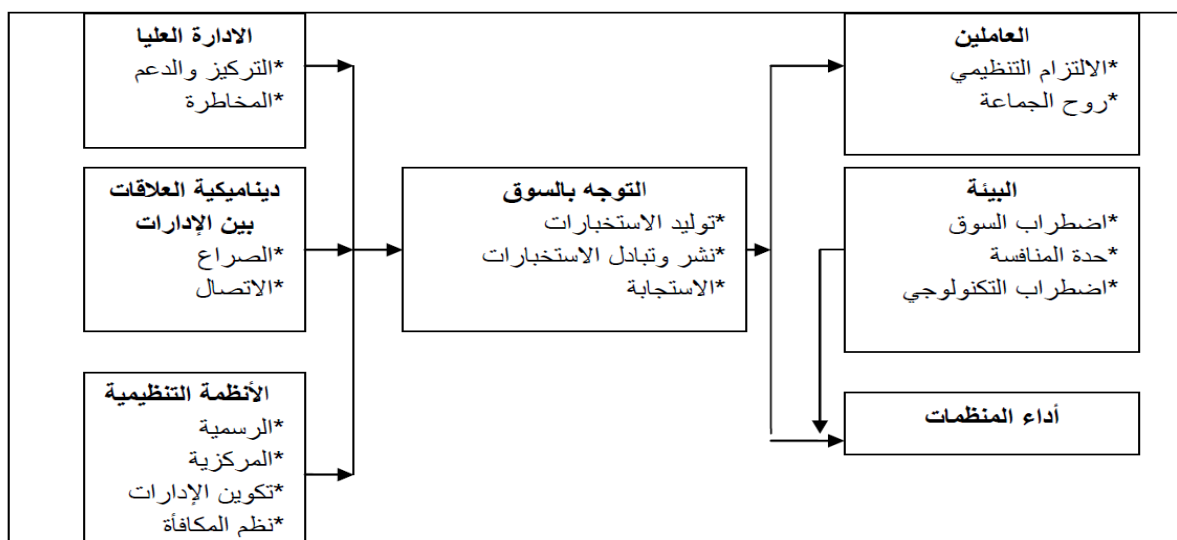 الادارة العليا
*التركيز والدعم
*المخاطرة
ديناميكية العلاقات
بين الإدارات
*الصراع
*الاتصال
الأنظمة التنظيمية
*الرسمية
*المركزية
*تكوين الإدارات
*نظم المكافأة
التوجه بالسوق
*توليد الاستخبارات
*نشر وتبادل الاستخبارات
*الاستجابة
العاملين
*الالتزام التنظيمي
*روح الجماعة
البيئة
*اضطراب السوق
*حدة المنافسة
*اضطراب التكنولوجي
أداء المنظمات